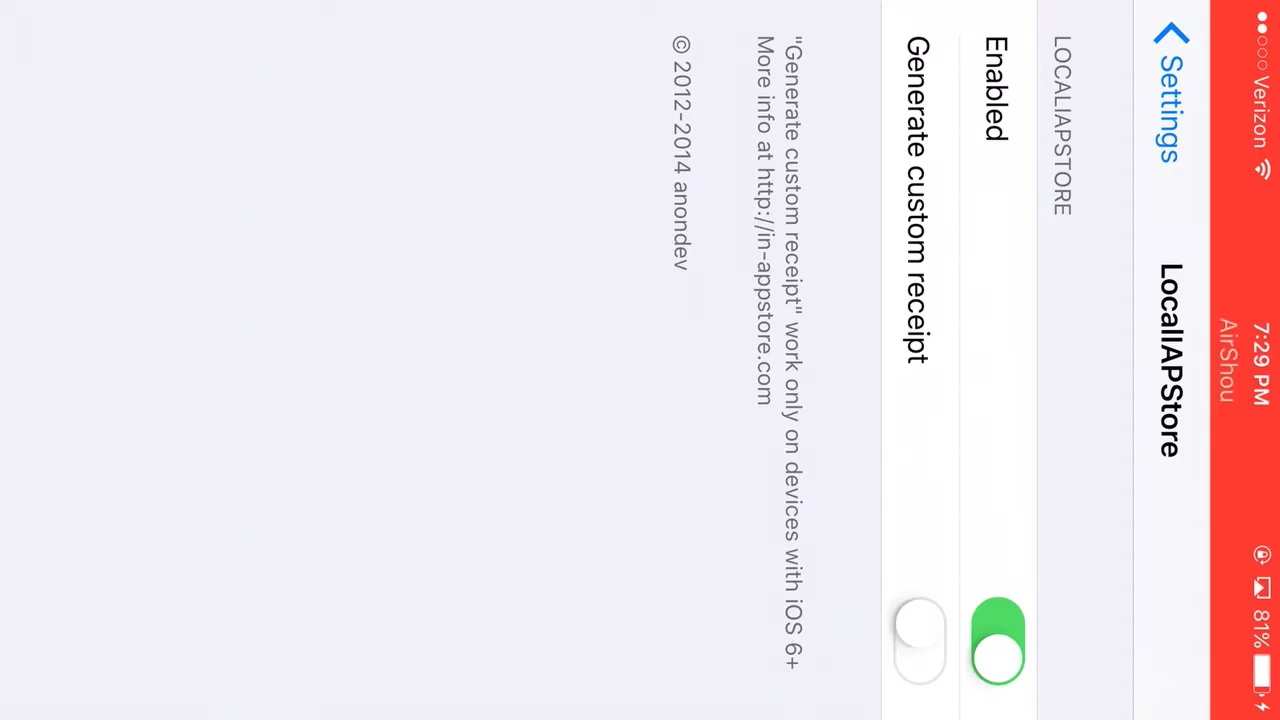 Verizon 7:29 PM 81%
AirShou
Settings LocalIAPStore
LOCALIAPSTORE
Enabled
Generate custom receipt
"Generate custom receipt" work only on devices with iOS 6+
More info at http://in-appstore.com
© 2012-2014 anondev